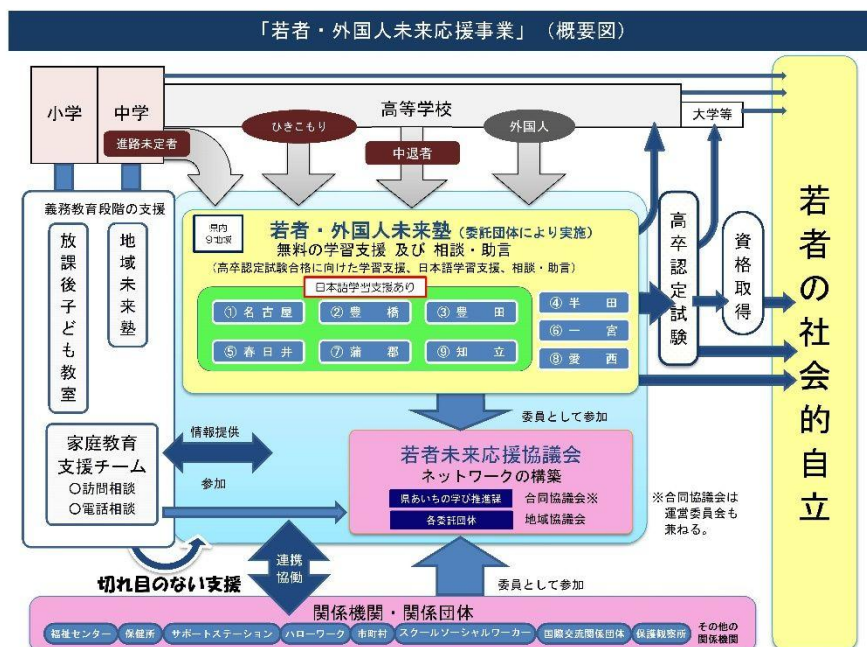 「若者・外国人未来応援事業」（概要図）
小学
中学
高等学校
大学等
進路未定者
ひきこもり
中退者
外国人
義務教育段階の支援
放課後子ども教室
地域未来塾
県内
9地域
若者・外国人未来塾（委託団体により実施）
無料の学習支援 及び 相談・助言
（高卒認定試験合格に向けた学習支援、日本語学習支援、相談・助言）
日本語学習支援あり
①名古屋
②豊橋
③豊田
④半田
⑤春日井
⑦蒲郡
⑨知立
⑥一宮
⑧愛西
高卒認定試験
資格取得
若者の社会的自立
委員として参加
家庭教育
支援チーム
○訪問相談
○電話相談
情報提供
参加
若者未来応援協議会
ネットワークの構築
県あいちの学び推進課 合同協議会※
各委託団体 地域協議会
※合同協議会は
運営委員会も
兼ねる。
切れ目のない支援
連携
協働
委員として参加
関係機関・関係団体
福祉センター
保健所
サポートステーション
ハローワーク
市町村
スクールソーシャルワーカー
国際交流関係団体
保護観察所
その他の
関係機関